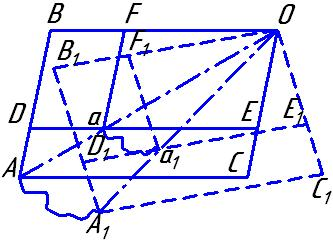 B F O
B₁ F₁
D a E E₁
D₁ a₁
A C C₁
A₁